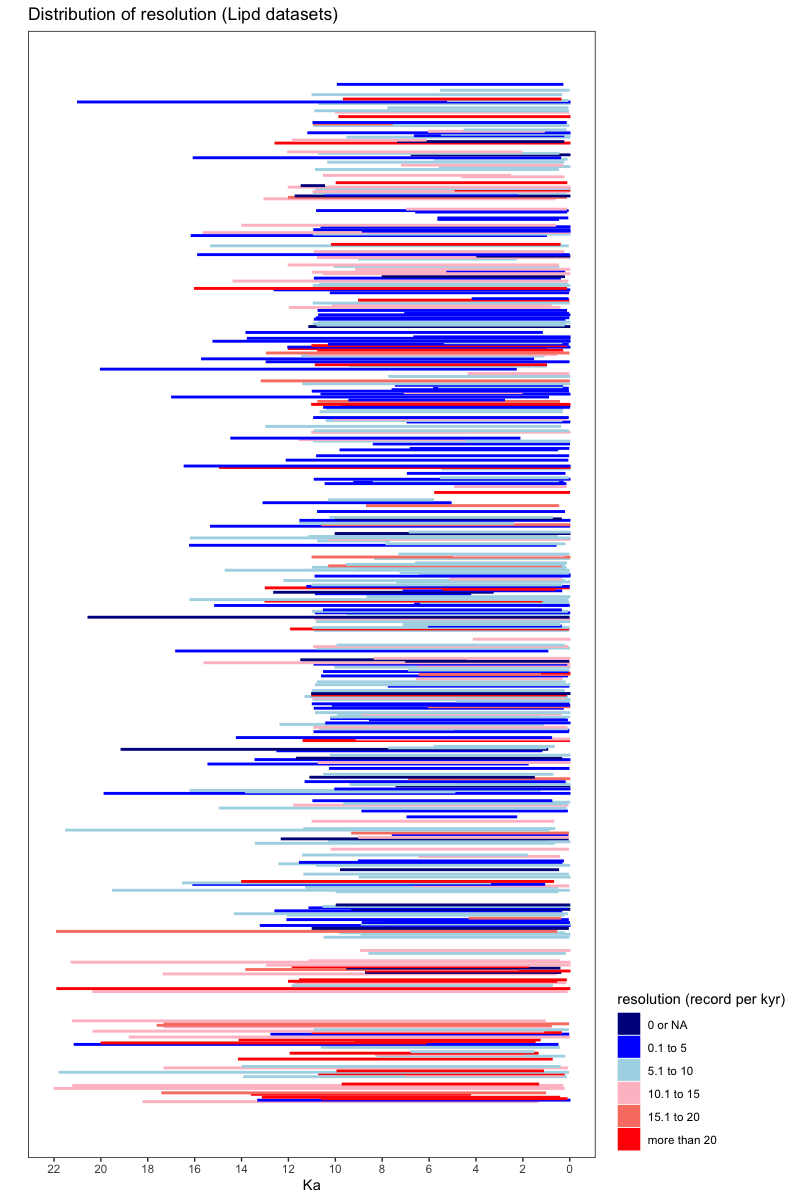 Distribution of resolution (Lipd datasets)
resolution (record per kyr)
0 or NA
0.1 to 5
5.1 to 10
10.1 to 15
15.1 to 20
more than 20
22 20 18 16 14 12 10 8 6 4 2 0
Ka